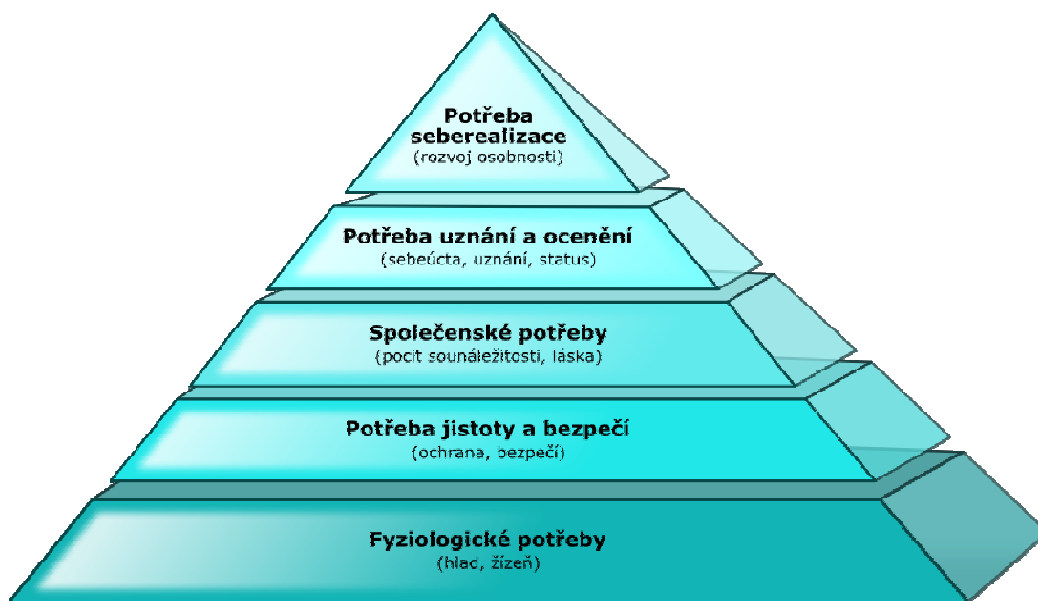 Potřeba
seberealizace
(rozvoj osobnosti)
Potřeba uznání a ocenění
(sebeúcta, uznání, status)
Společenské potřeby
(pocit sounáležitosti, láska)
Potřeba jistoty a bezpečí
(ochrana, bezpečí)
Fyziologické potřeby
(hlad, žízeň)